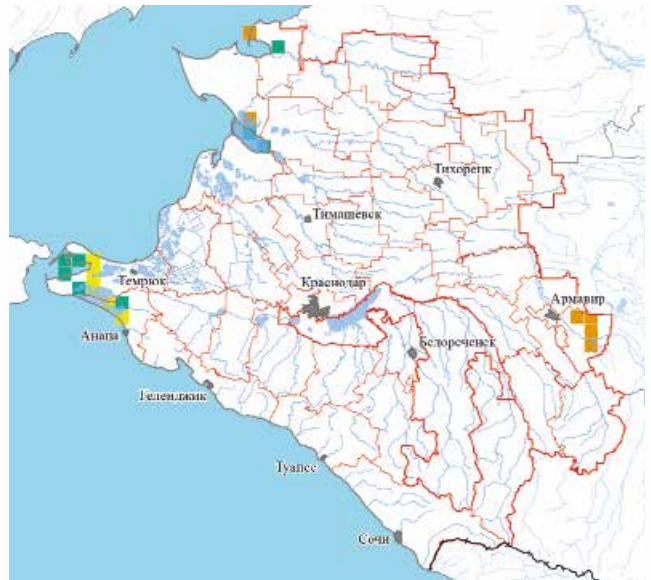 Тихорецк
Тимашевск
Темрюк
Краснодар
Армавир
Анапа
Белореченск
Геленджик
Туапсе
Сочи